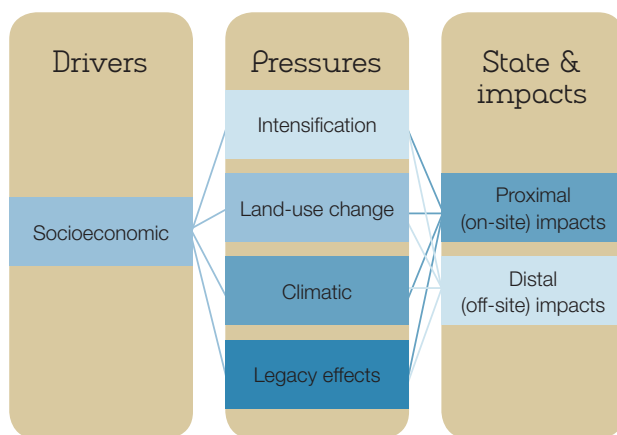 Drivers
Socioeconomic
Pressures
Intensification
Land-use change
Climatic
Legacy effects
State &
impacts
Proximal
(on-site) impacts
Distal
(off-site) impacts